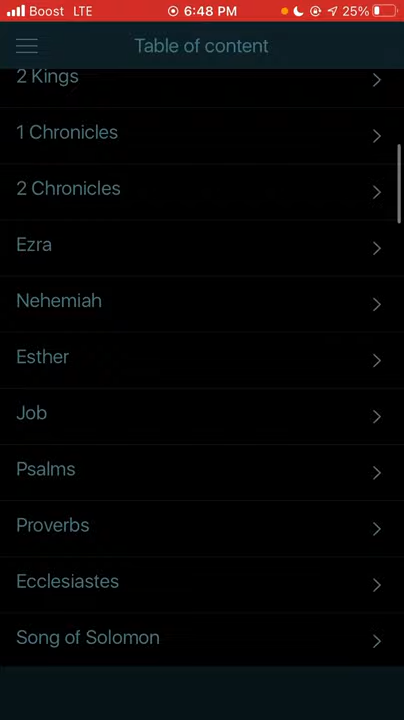 Boost LTE 6:48 PM 25%
Table of content
2 Kings
1 Chronicles
2 Chronicles
Ezra
Nehemiah
Esther
Job
Psalms
Proverbs
Ecclesiastes
Song of Solomon